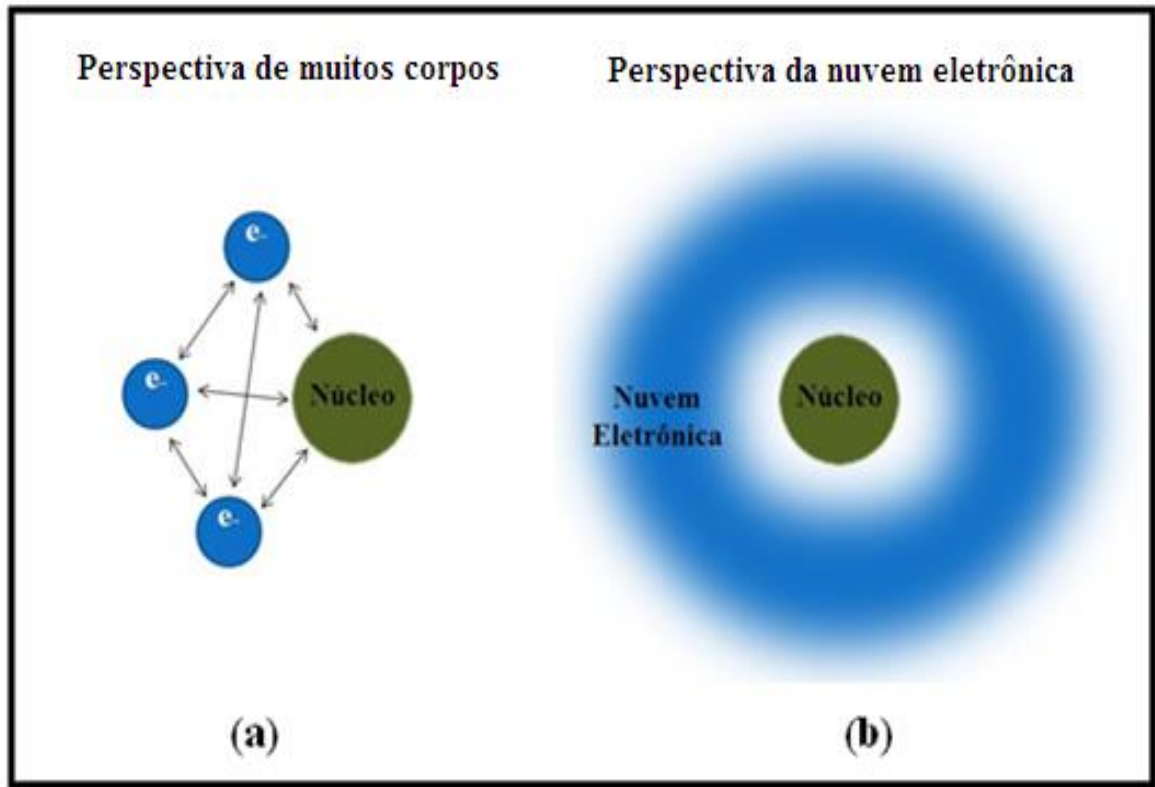 Perspectiva de muitos corpos
Perspectiva da nuvem eletrônica
e-
e-
Núcleo
e-
Nuvem
Eletrônica
Núcleo
(a)
(b)